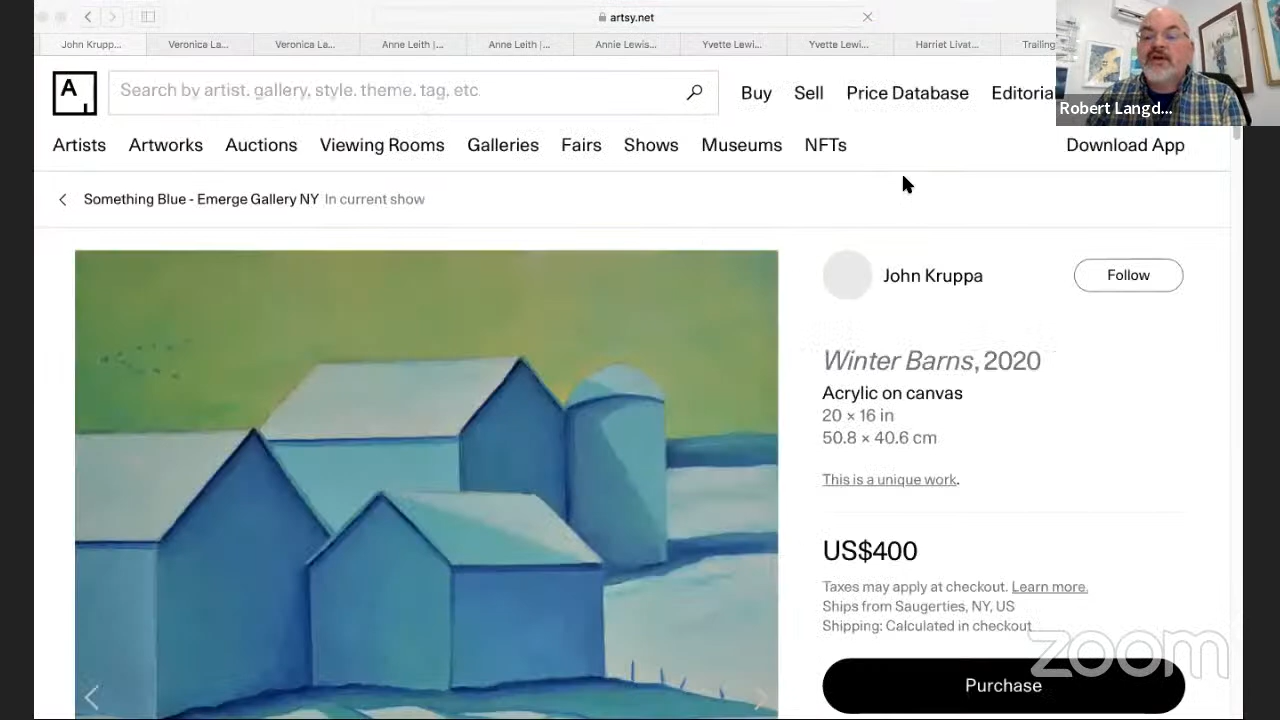 artsy.net
John Krupp... Veronica La... Veronica La... Anne Leith |... Anne Leith |... Annie Lewis... Yvette Lewi... Yvette Lewi... Harriet Livat... Trailing
Robert Langd...
A
Search by artist, gallery, style, theme, tag, etc.
Buy Sell Price Database Editoria
Artists Artworks Auctions Viewing Rooms Galleries Fairs Shows Museums NFTs Download App
Something Blue - Emerge Gallery NY In current show
John Kruppa
Follow
Winter Barns, 2020
Acrylic on canvas
20 × 16 in
50.8 × 40.6 cm
This is a unique work.
US$400
Taxes may apply at checkout. Learn more.
Ships from Saugerties, NY, US
Shipping: Calculated in checkout
zoom
Purchase